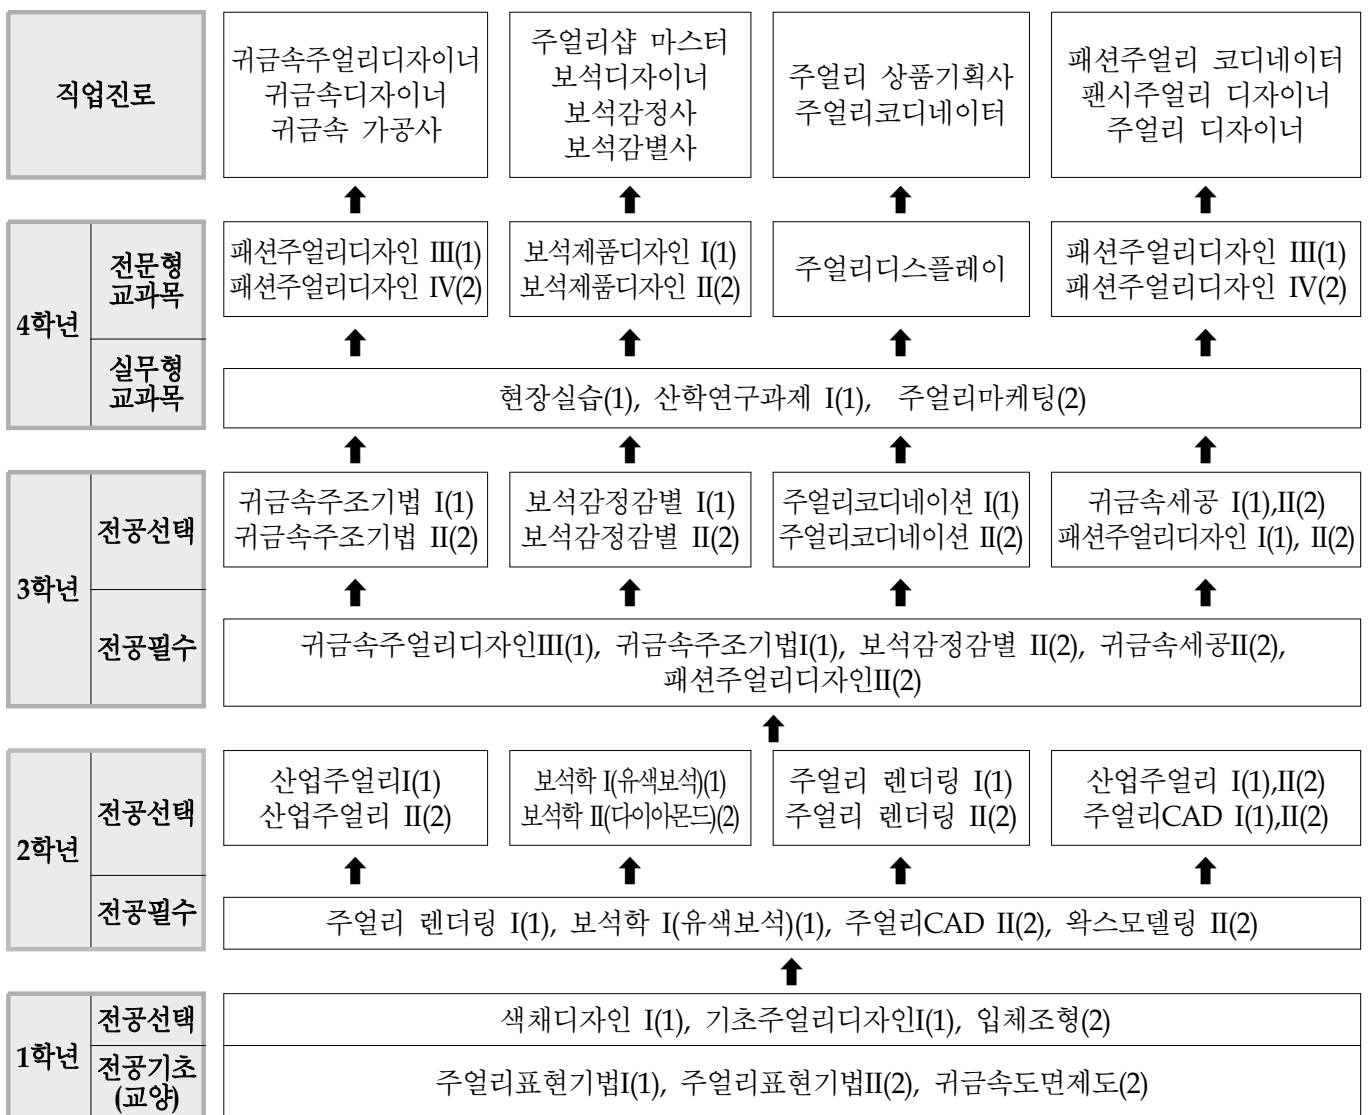 직업진로
귀금속주얼리디자이너
귀금속디자이너
귀금속 가공사
주얼리샵 마스터
보석디자이너
보석감정사
보석감별사
주얼리 상품기획사
주얼리코디네이터
패션주얼리 코디네이터
팬시주얼리 디자이너
주얼리 디자이너
4학년
전문형
교과목
패션주얼리디자인 III(1)
패션주얼리디자인 IV(2)
보석제품디자인 I(1)
보석제품디자인 II(2)
주얼리디스플레이
패션주얼리디자인 III(1)
패션주얼리디자인 IV(2)
실무형
교과목
현장실습(1), 산학연구과제 I(1), 주얼리마케팅(2)
3학년
전공선택
귀금속주조기법 I(1)
귀금속주조기법 II(2)
보석감정감별 I(1)
보석감정감별 II(2)
주얼리코디네이션 I(1)
주얼리코디네이션 II(2)
귀금속세공 I(1),II(2)
패션주얼리디자인 I(1), II(2)
전공필수
귀금속주얼리디자인III(1), 귀금속주조기법I(1), 보석감정감별 II(2), 귀금속세공II(2),
패션주얼리디자인II(2)
2학년
전공선택
산업주얼리I(1)
산업주얼리 II(2)
보석학 I(유색보석)(1)
보석학 II(다이아몬드)(2)
주얼리 렌더링 I(1)
주얼리 렌더링 II(2)
산업주얼리 I(1),II(2)
주얼리CAD I(1),II(2)
전공필수
주얼리 렌더링 I(1), 보석학 I(유색보석)(1), 주얼리CAD II(2), 왁스모델링 II(2)
1학년
전공선택
색채디자인 I(1), 기초주얼리디자인I(1), 입체조형(2)
전공기초
(교양)
주얼리표현기법I(1), 주얼리표현기법II(2), 귀금속도면제도(2)